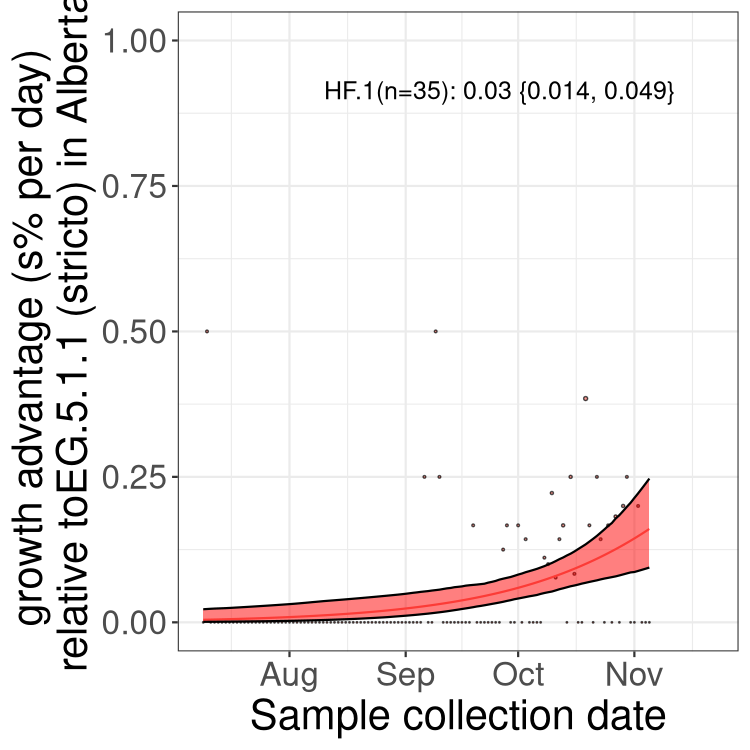 growth advantage (s% per day)
relative toEG.5.1.1 (stricto) in Alberta
1.00
HF.1(n=35): 0.03 {0.014, 0.049}
0.75
0.50
0.25
0.00
Aug Sep Oct Nov
Sample collection date